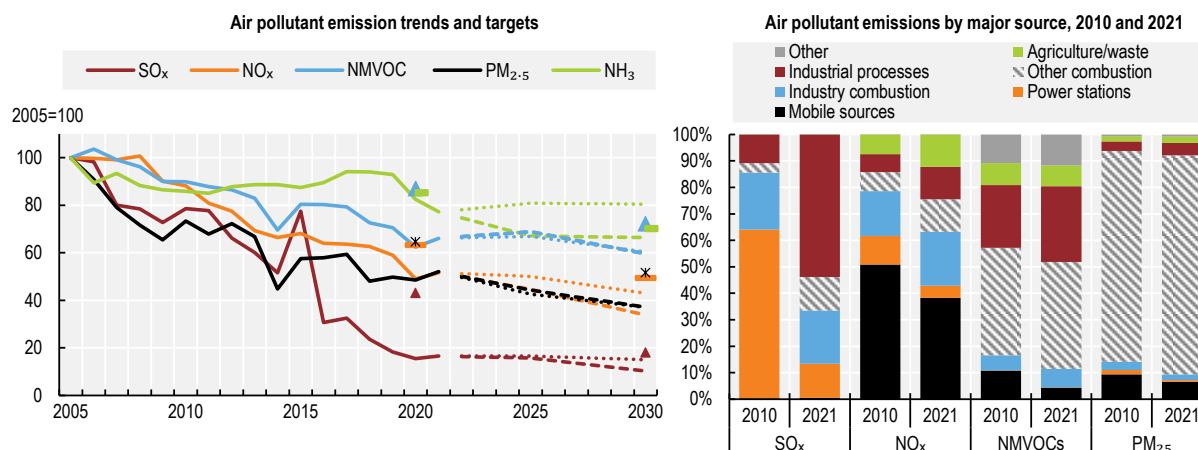 Air pollutant emission trends and targets
SOₓ NOₓ NMVOC PM₂.₅ NH₃
2005=100
100
80
60
40
20
0
2005 2010 2015 2020 2025 2030
Air pollutant emissions by major source, 2010 and 2021
Other Agriculture/waste
Industrial processes Other combustion
Industry combustion Power stations
Mobile sources
100%
90%
80%
70%
60%
50%
40%
30%
20%
10%
0%
2010 2021 2010 2021 2010 2021 2010 2021
SOₓ NOₓ NMVOCs PM₂.₅